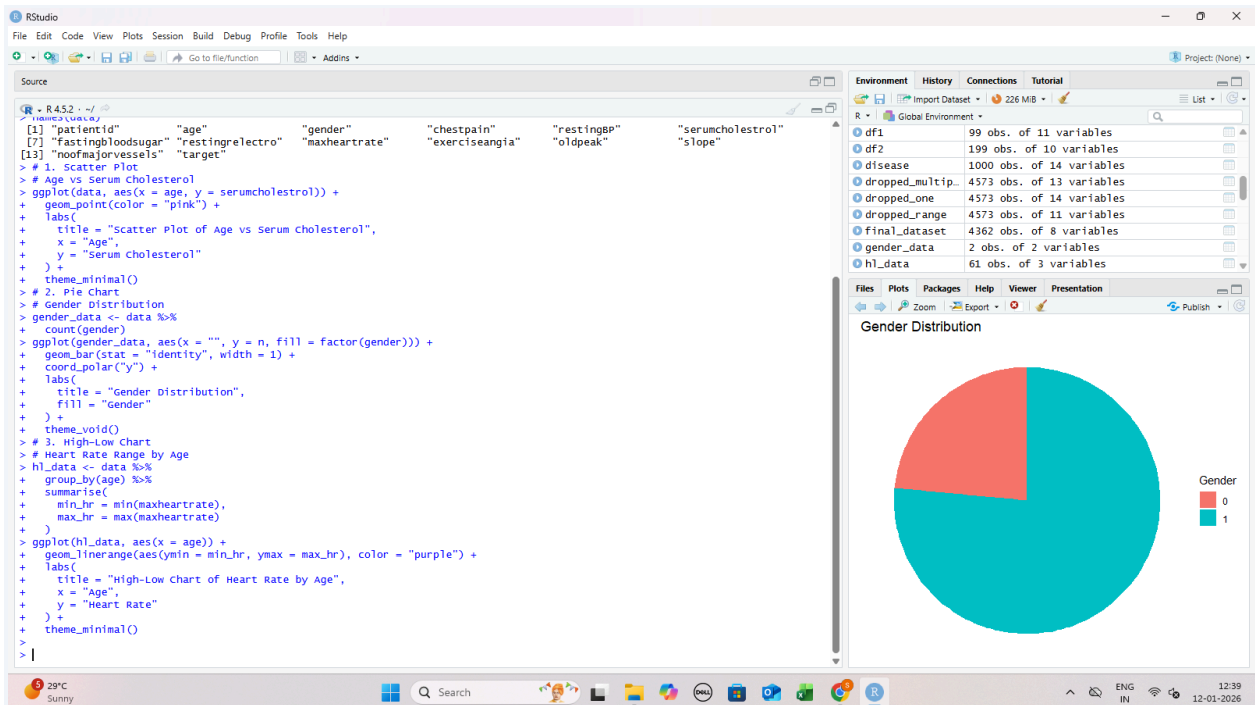 RStudio
File Edit Code View Plots Session Build Debug Profile Tools Help
Go to file/function Addins
Project: (None)
Source
R 4.5.2 · ~/
> names(data)
[1] "patientid" "age" "gender" "chestpain" "restingBP" "serumcholestrol"
[7] "fastingbloodsugar" "restingrelectro" "maxheartrate" "exerciseangia" "oldpeak" "slope"
[13] "noofmajorvessels" "target"
> # 1. Scatter Plot
> # Age vs Serum Cholesterol
> ggplot(data, aes(x = age, y = serumcholestrol)) +
+ geom_point(color = "pink") +
+ labs(
+ title = "Scatter Plot of Age vs Serum Cholesterol",
+ x = "Age",
+ y = "Serum Cholesterol"
+ ) +
+ theme_minimal()
> # 2. Pie Chart
> # Gender Distribution
> gender_data <- data %>%
+ count(gender)
> ggplot(gender_data, aes(x = "", y = n, fill = factor(gender))) +
+ geom_bar(stat = "identity", width = 1) +
+ coord_polar("y") +
+ labs(
+ title = "Gender Distribution",
+ fill = "Gender"
+ ) +
+ theme_void()
> # 3. High-Low Chart
> # Heart Rate Range by Age
> hl_data <- data %>%
+ group_by(age) %>%
+ summarise(
+ min_hr = min(maxheartrate),
+ max_hr = max(maxheartrate)
+ )
> ggplot(hl_data, aes(x = age)) +
+ geom_linerange(aes(ymin = min_hr, ymax = max_hr), color = "purple") +
+ labs(
+ title = "High-Low Chart of Heart Rate by Age",
+ x = "Age",
+ y = "Heart Rate"
+ ) +
+ theme_minimal()
>
>
Environment History Connections Tutorial
Import Dataset 226 MiB List
R Global Environment
df1 99 obs. of 11 variables
df2 199 obs. of 10 variables
disease 1000 obs. of 14 variables
dropped_multip… 4573 obs. of 13 variables
dropped_one 4573 obs. of 14 variables
dropped_range 4573 obs. of 11 variables
final_dataset 4362 obs. of 8 variables
gender_data 2 obs. of 2 variables
hl_data 61 obs. of 3 variables
Files Plots Packages Help Viewer Presentation
Zoom Export Publish
Gender Distribution
Gender
0
1
5
29°C
Sunny
Search
DELL
S
R
ENG
IN
12:39
12-01-2026